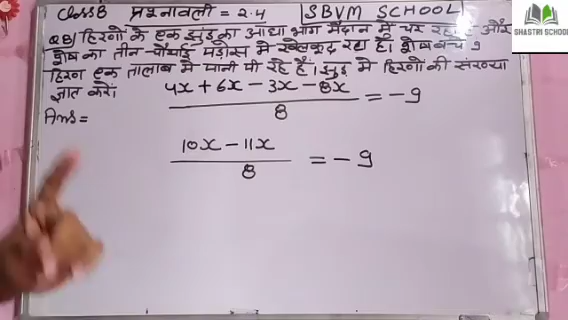 Class 8 प्रश्नावली = 2.4 SBVM SCHOOL
Q8) हिरणों के एक झुंड का आधा भाग मैदान में चर रहा है और
शेष का तीन-चौथाई पड़ोस में खेलकूद रहा है। शेष बचे 9
हिरण एक तालाब में पानी पी रहे हैं। झुंड में हिरणों की संख्या
ज्ञात करें।
4x + 6x - 3x - 8x / 8 = -9
Ans =
10x - 11x / 8 = -9
SHASTRI SCHOOL